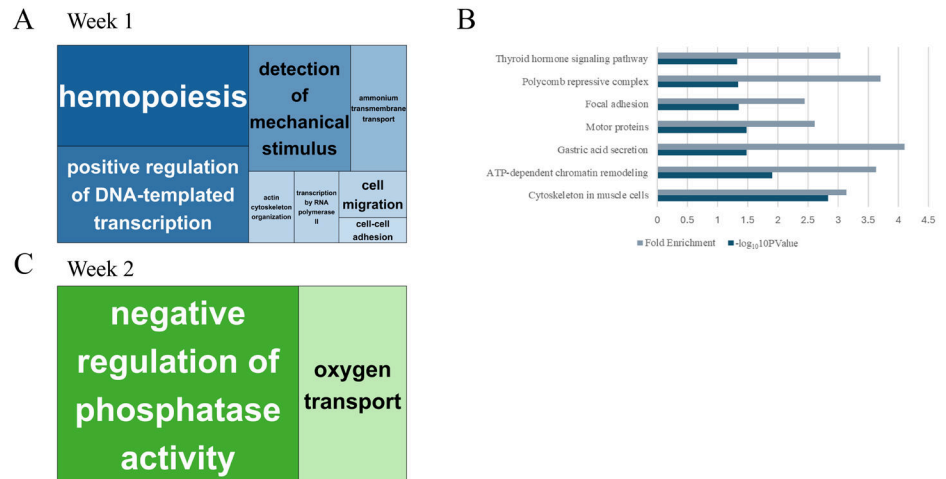 A
Week 1
hemopoiesis
positive regulation
of DNA-templated
transcription
detection
of
mechanical
stimulus
ammonium
transmembrane
transport
actin
cytoskeleton
organization
transcription
by RNA
polymerase
II
cell
migration
cell-cell
adhesion
B
Thyroid hormone signaling pathway
Polycomb repressive complex
Focal adhesion
Motor proteins
Gastric acid secretion
ATP-dependent chromatin remodeling
Cytoskeleton in muscle cells
0 0.5 1 1.5 2 2.5 3 3.5 4 4.5
Fold Enrichment -log₁₀10PValue
C
Week 2
negative
regulation of
phosphatase
activity
oxygen
transport